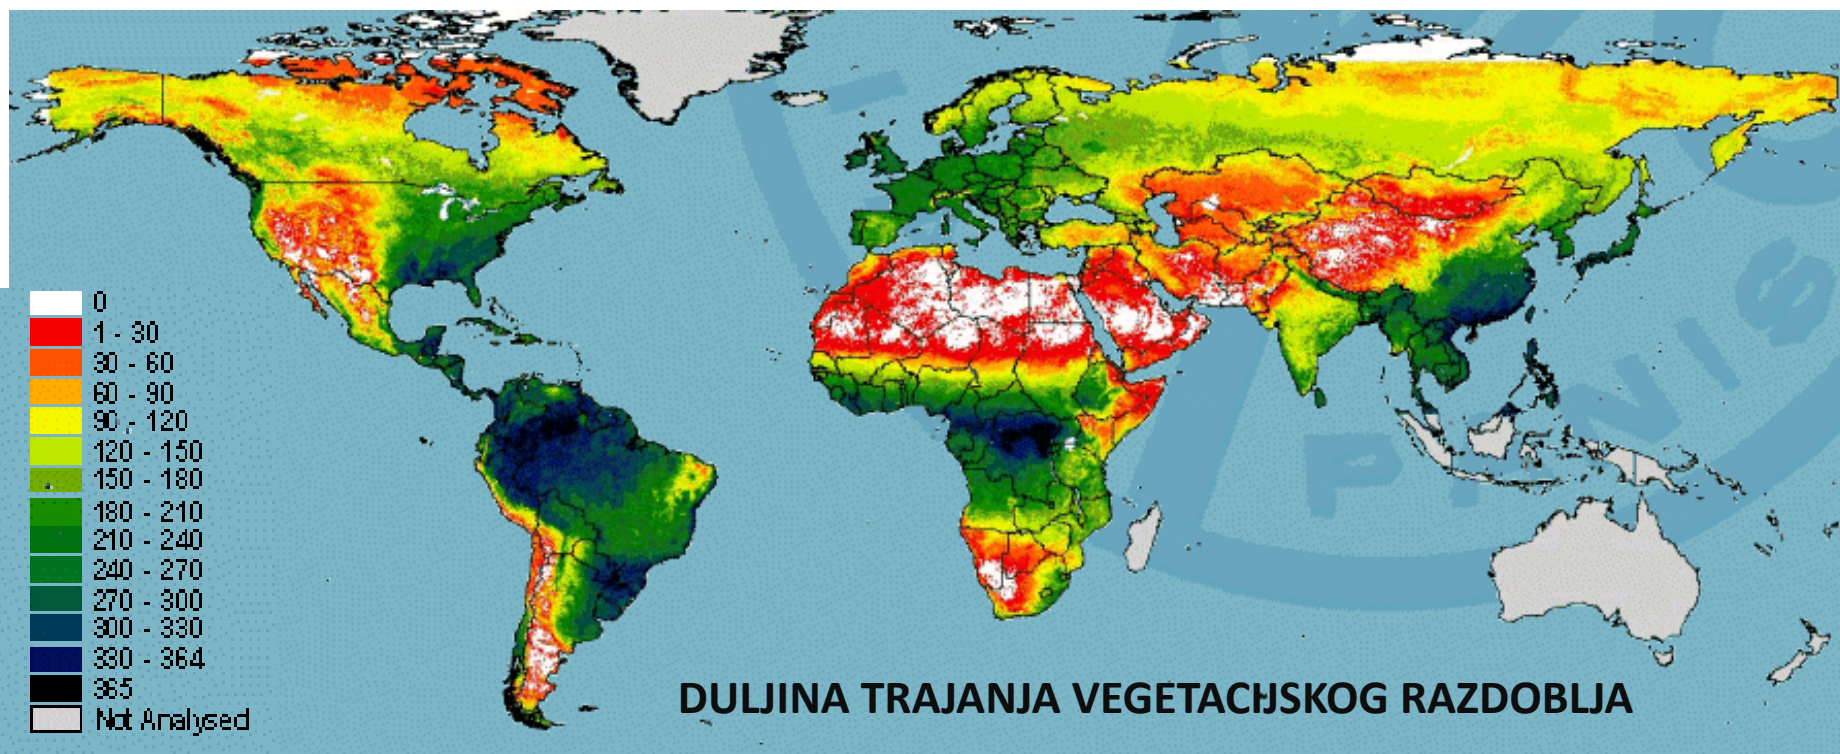 0
1 - 30
30 - 60
60 - 90
90 - 120
120 - 150
150 - 180
180 - 210
210 - 240
240 - 270
270 - 300
300 - 330
330 - 364
365
Not Analysed
DULJINA TRAJANJA VEGETACIJSKOG RAZDOBLJA